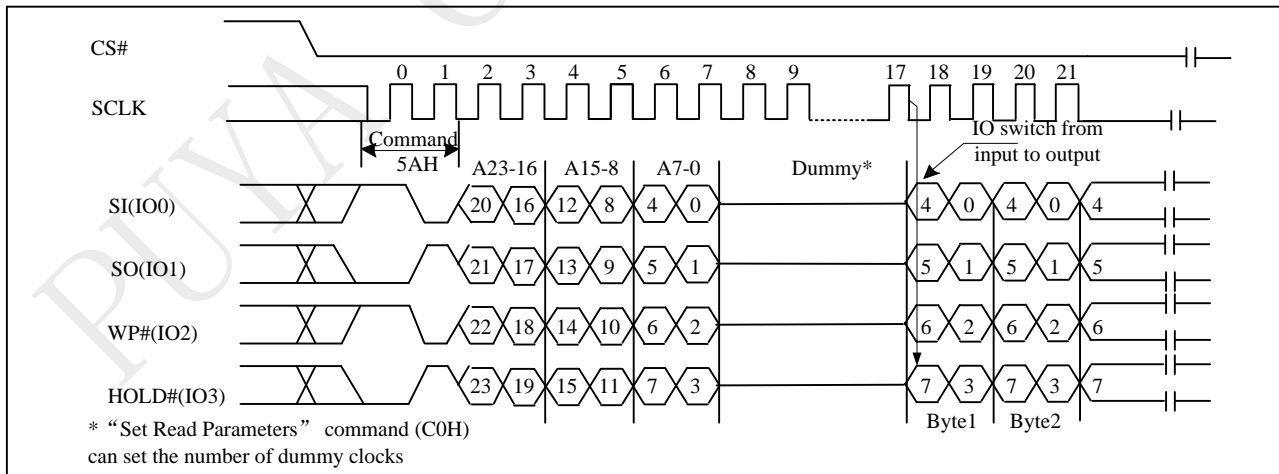 PUYA
CS#
0 1 2 3 4 5 6 7 8 9 17 18 19 20 21
SCLK
Command
5AH
IO switch from
input to output
A23-16 A15-8 A7-0 Dummy*
SI(IO0) 20 16 12 8 4 0 4 0 4 0 4
SO(IO1) 21 17 13 9 5 1 5 1 5 1 5
WP#(IO2) 22 18 14 10 6 2 6 2 6 2 6
HOLD#(IO3) 23 19 15 11 7 3 7 3 7 3 7
Byte1 Byte2
* “Set Read Parameters” command (C0H)
can set the number of dummy clocks